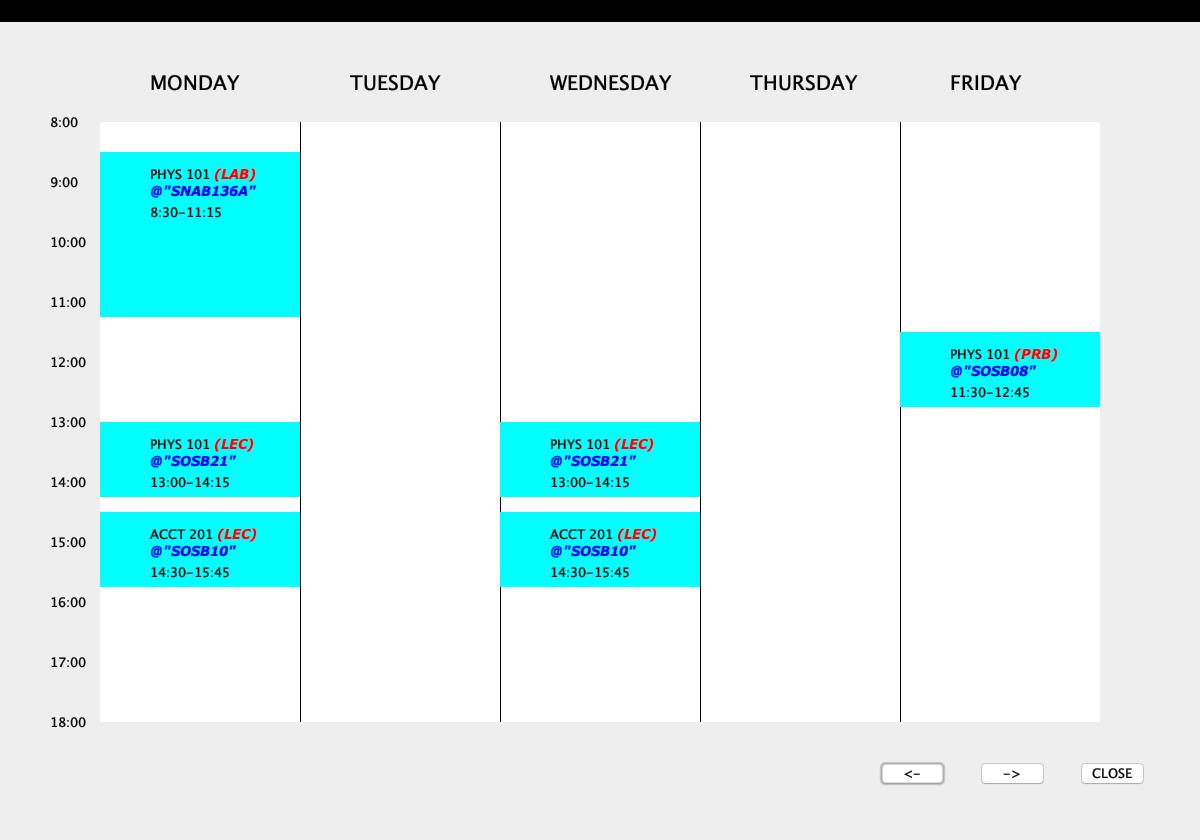 MONDAY TUESDAY WEDNESDAY THURSDAY FRIDAY
8:00
PHYS 101 (LAB)
@"SNAB136A"
8:30-11:15
9:00
10:00
11:00
PHYS 101 (PRB)
@"SOSB08"
11:30-12:45
12:00
13:00
PHYS 101 (LEC)
@"SOSB21"
13:00-14:15
PHYS 101 (LEC)
@"SOSB21"
13:00-14:15
14:00
ACCT 201 (LEC)
@"SOSB10"
14:30-15:45
ACCT 201 (LEC)
@"SOSB10"
14:30-15:45
15:00
16:00
17:00
18:00
<- -> CLOSE